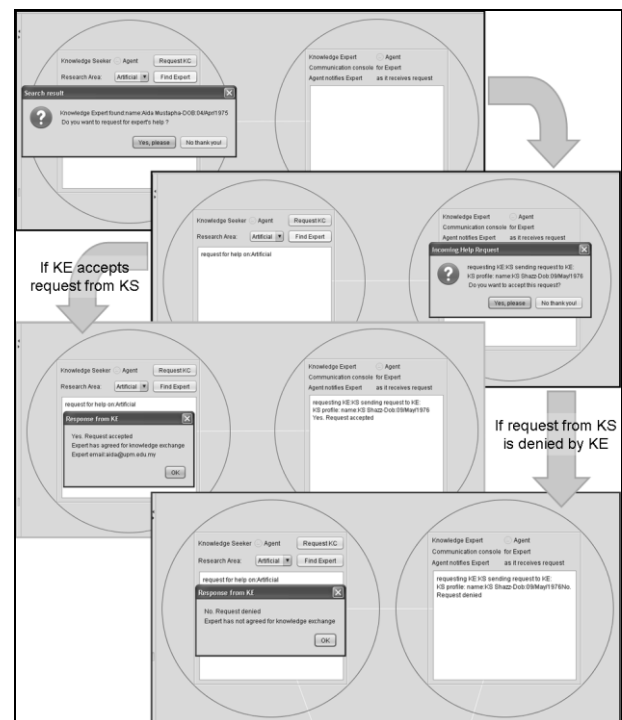 Knowledge Seeker Agent Request KC
Research Area: Artificial Find Expert
Search result
Knowledge Expert found:name:Aida Mustapha-DOB:04/Apr/1975
Do you want to request for expert's help ?
Yes, please No thank you!
Knowledge Expert Agent
Communication console for Expert
Agent notifies Expert as it receives request
Knowledge Seeker Agent Request KC
Research Area: Artificial Find Expert
request for help on:Artificial
Knowledge Expert Agent
Communication console for Expert
Agent notifies Expert as it receives request
Incoming Help Request
requesting KE:KS sending request to KE:
KS profile: name:KS Shazz-Dob:09/May/1976
Do you want to accept this request?
Yes, please No thank you!
If KE accepts
request from KS
Knowledge Seeker Agent Request KC
Research Area: Artificial Find Expert
request for help on:Artificial
Response from KE
Yes. Request accepted
Expert has agreed for knowledge exchange
Expert email:aida@upm.edu.my
OK
Knowledge Expert Agent
Communication console for Expert
Agent notifies Expert as it receives request
requesting KE:KS sending request to KE:
KS profile: name:KS Shazz-Dob:09/May/1976
Yes. Request accepted
If request from KS
is denied by KE
Knowledge Seeker Agent Request KC
Research Area: Artificial Find Expert
request for help on:Artificial
Response from KE
No. Request denied
Expert has not agreed for knowledge exchange
OK
Knowledge Expert Agent
Communication console for Expert
Agent notifies Expert as it receives request
requesting KE:KS sending request to KE:
KS profile: name:KS Shazz-Dob:09/May/1976No.
Request denied